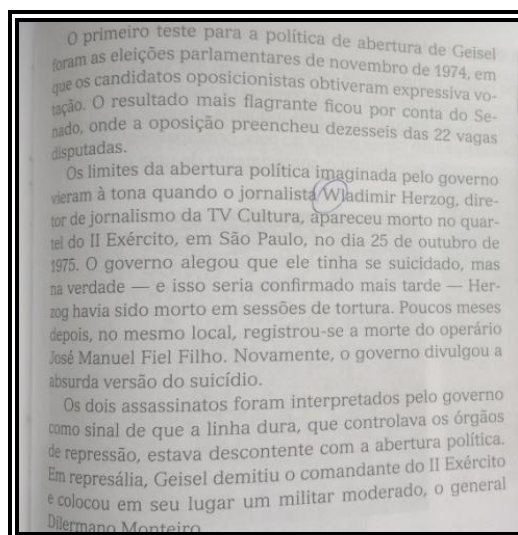 O primeiro teste para a política de abertura de Geisel
foram as eleições parlamentares de novembro de 1974, em
que os candidatos oposicionistas obtiveram expressiva vo-
tação. O resultado mais flagrante ficou por conta do Se-
nado, onde a oposição preencheu dezesseis das 22 vagas
disputadas.
Os limites da abertura política imaginada pelo governo
vieram à tona quando o jornalista Wladimir Herzog, dire-
tor de jornalismo da TV Cultura, apareceu morto no quar-
tel do II Exército, em São Paulo, no dia 25 de outubro de
1975. O governo alegou que ele tinha se suicidado, mas
na verdade — e isso seria confirmado mais tarde — Her-
zog havia sido morto em sessões de tortura. Poucos meses
depois, no mesmo local, registrou-se a morte do operário
José Manuel Fiel Filho. Novamente, o governo divulgou a
absurda versão do suicídio.
Os dois assassinatos foram interpretados pelo governo
como sinal de que a linha dura, que controlava os órgãos
de repressão, estava descontente com a abertura política.
Em represália, Geisel demitiu o comandante do II Exército
e colocou em seu lugar um militar moderado, o general
Dilermano Monteiro